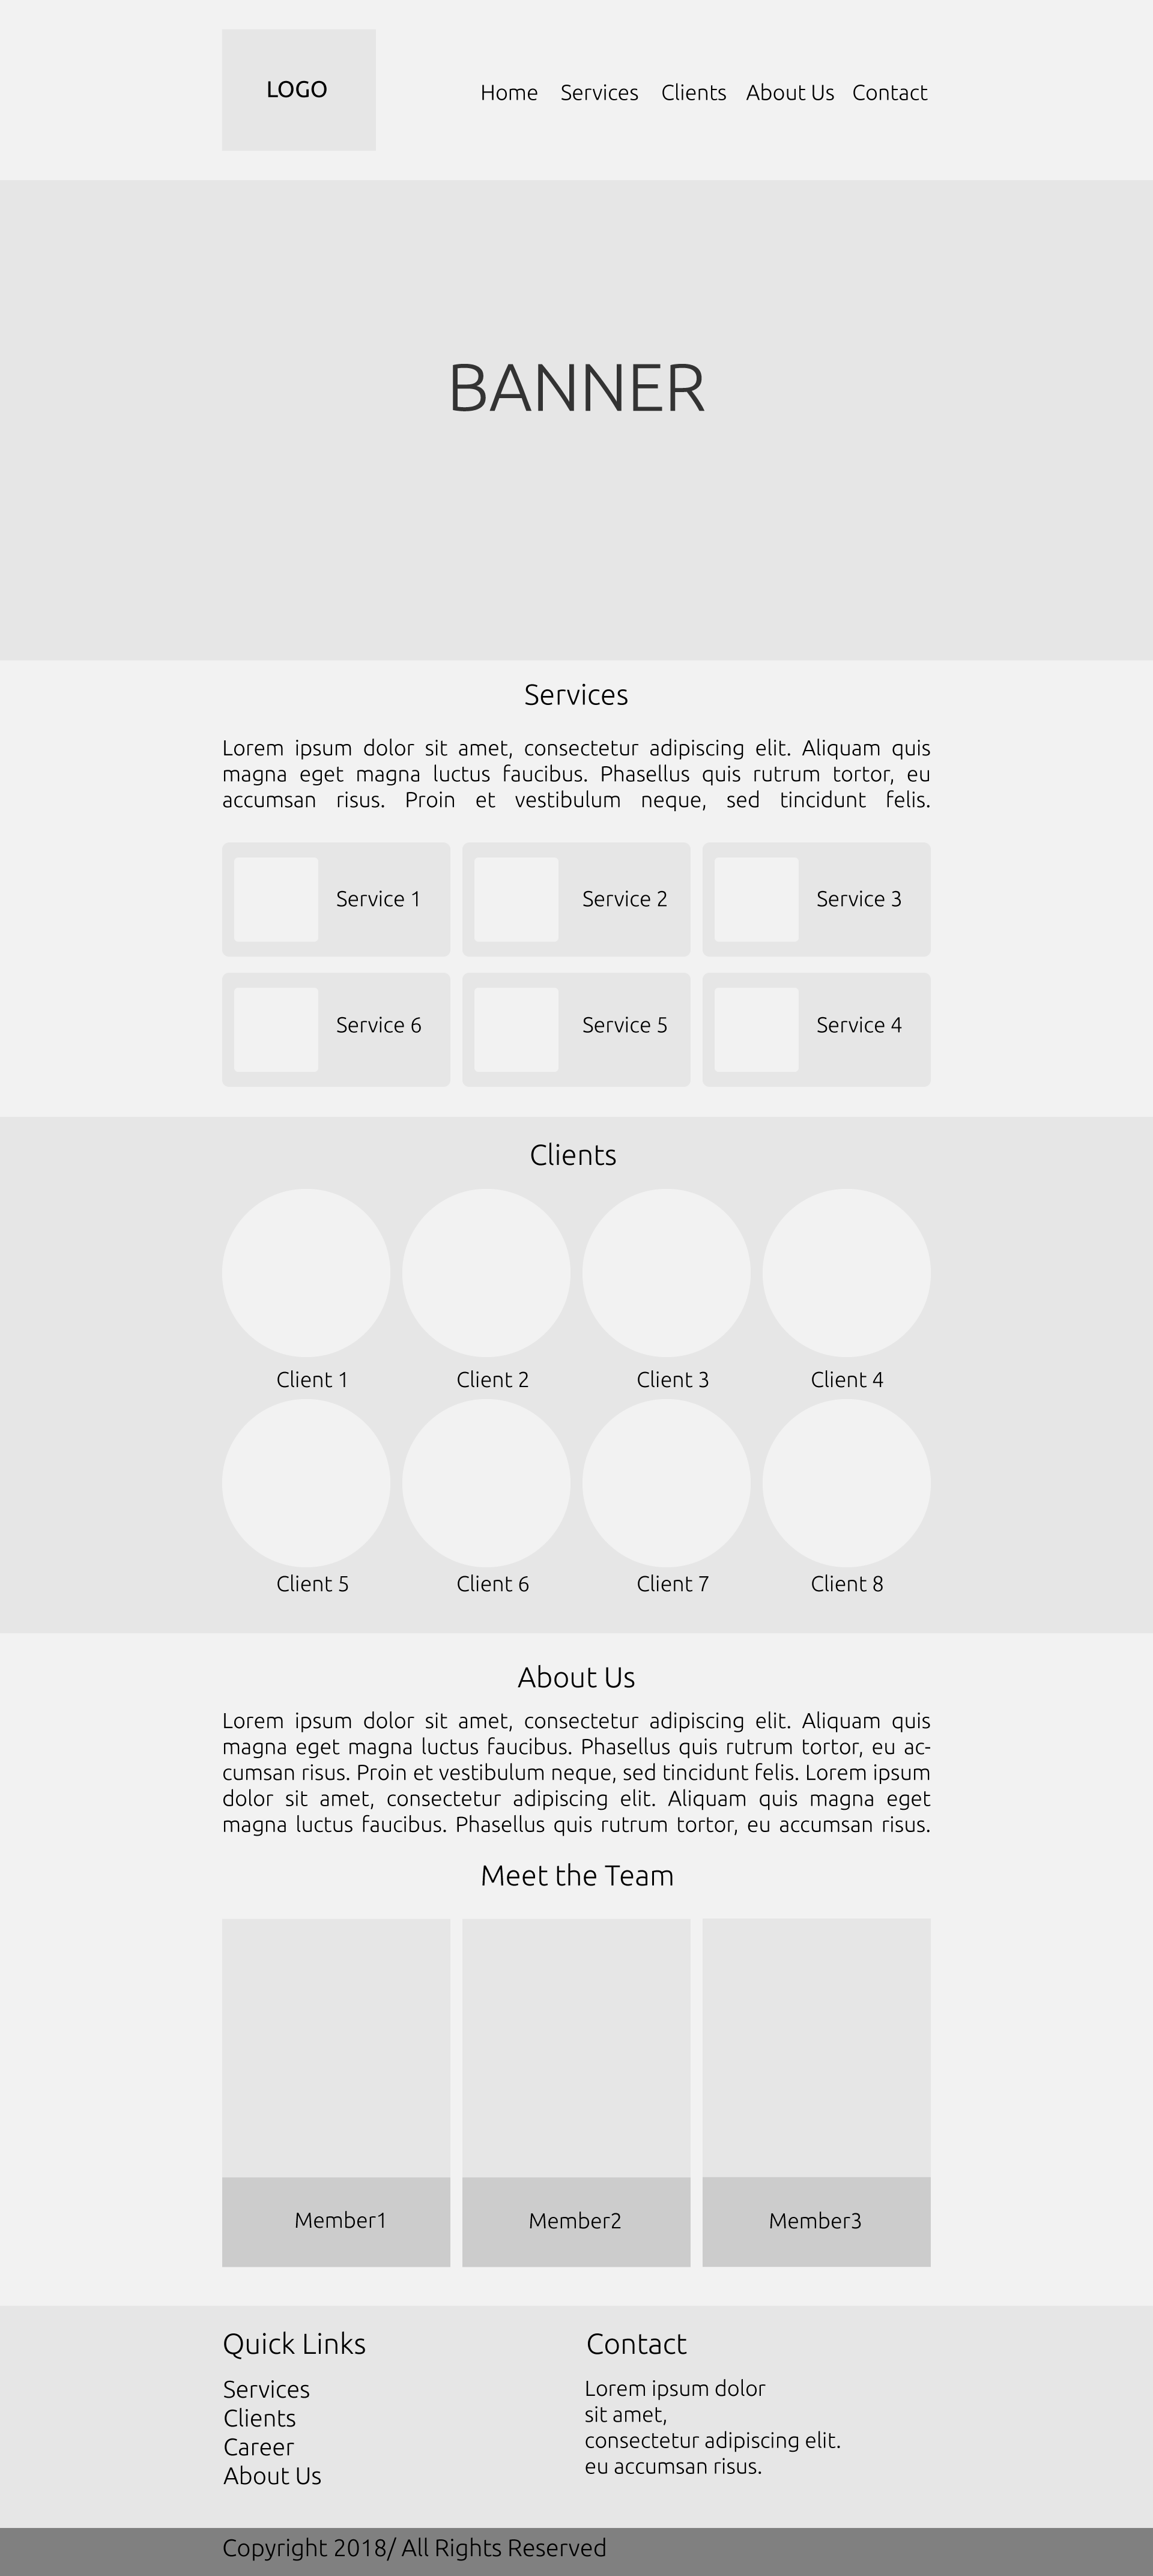 LOGO
Home Services Clients About Us Contact
BANNER
Services
Lorem ipsum dolor sit amet, consectetur adipiscing elit. Aliquam quis
magna eget magna luctus faucibus. Phasellus quis rutrum tortor, eu
accumsan risus. Proin et vestibulum neque, sed tincidunt felis.
Service 1
Service 2
Service 3
Service 6
Service 5
Service 4
Clients
Client 1
Client 2
Client 3
Client 4
Client 5
Client 6
Client 7
Client 8
About Us
Lorem ipsum dolor sit amet, consectetur adipiscing elit. Aliquam quis
magna eget magna luctus faucibus. Phasellus quis rutrum tortor, eu ac-
cumsan risus. Proin et vestibulum neque, sed tincidunt felis. Lorem ipsum
dolor sit amet, consectetur adipiscing elit. Aliquam quis magna eget
magna luctus faucibus. Phasellus quis rutrum tortor, eu accumsan risus.
Meet the Team
Member1
Member2
Member3
Quick Links
Services
Clients
Career
About Us
Contact
Lorem ipsum dolor
sit amet,
consectetur adipiscing elit.
eu accumsan risus.
Copyright 2018/ All Rights Reserved